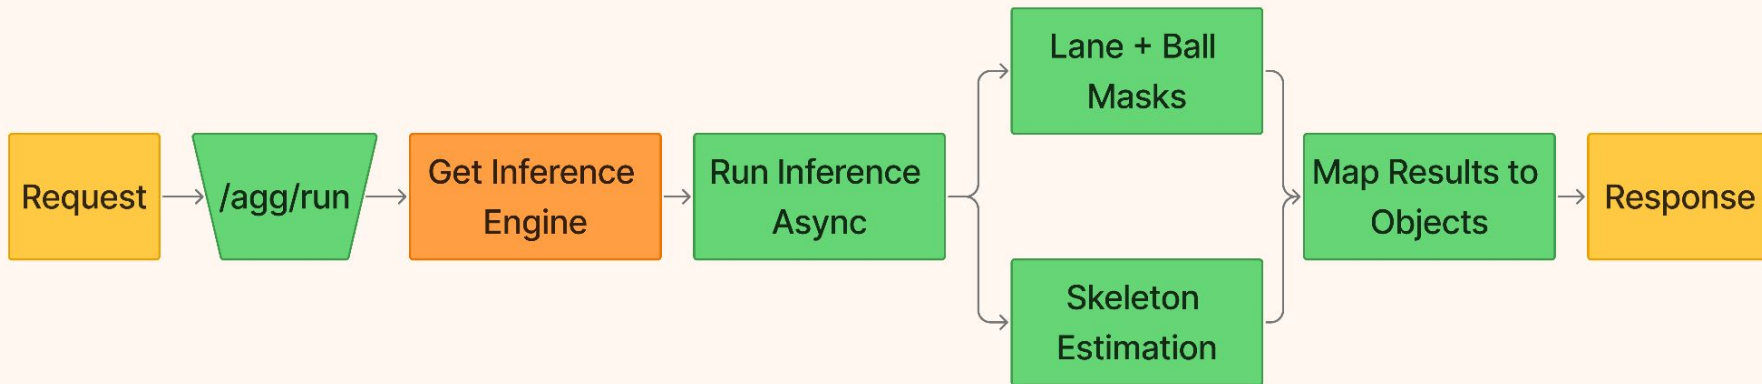 Request
/agg/run
Get Inference
Engine
Run Inference
Async
Lane + Ball
Masks
Skeleton
Estimation
Map Results to
Objects
Response